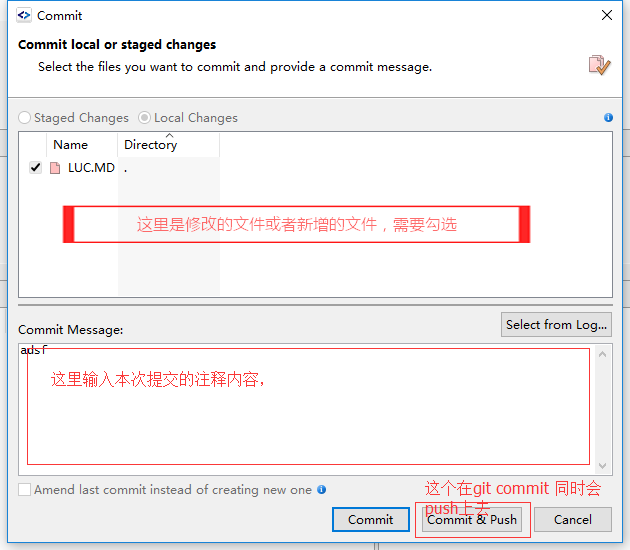 Commit
Commit local or staged changes
Select the files you want to commit and provide a commit message.
Staged Changes
Local Changes
Name
Directory
LUC.MD
.
这里是修改的文件或者新增的文件，需要勾选
Commit Message:
Select from Log...
adsf
这里输入本次提交的注释内容，
Amend last commit instead of creating new one
这个在git commit 同时会
push上去
Commit
Commit & Push
Cancel